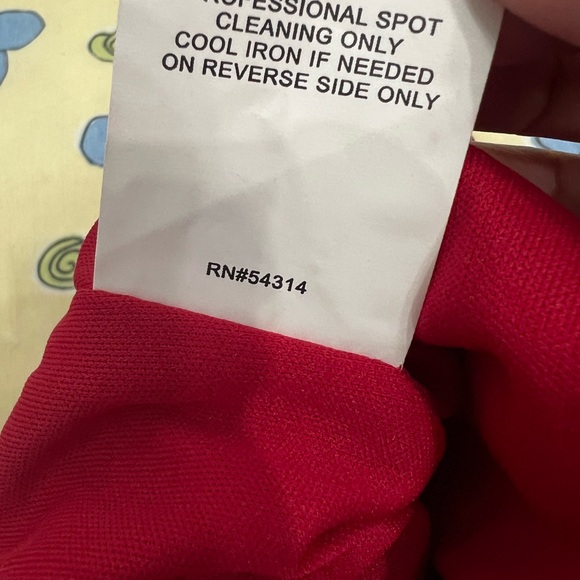 PROFESSIONAL SPOT
CLEANING ONLY
COOL IRON IF NEEDED
ON REVERSE SIDE ONLY
RN#54314